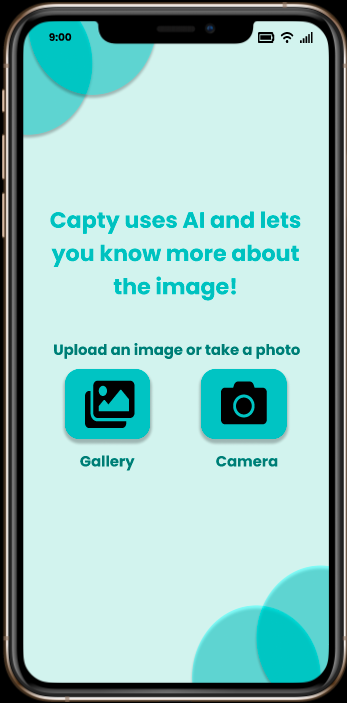 9:00
Capty uses AI and lets
you know more about
the image!
Upload an image or take a photo
Gallery
Camera